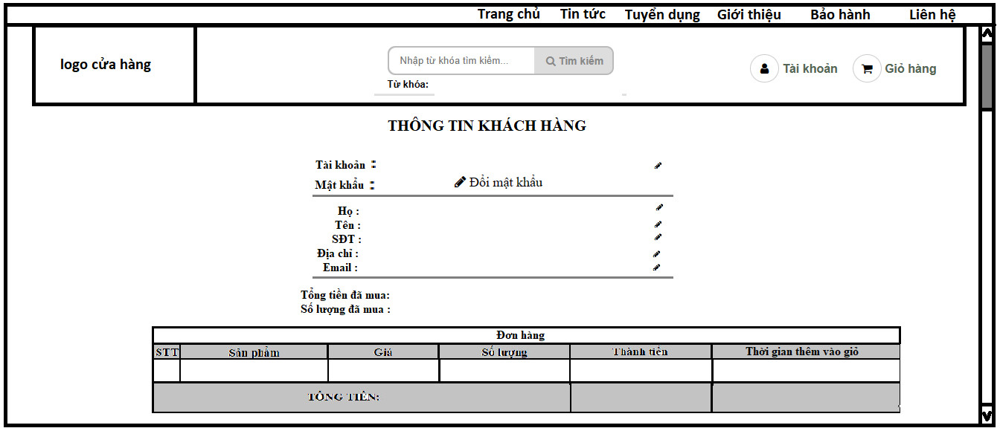 Trang chủ Tin tức Tuyển dụng Giới thiệu Bảo hành Liên hệ
logo cửa hàng
Nhập từ khóa tìm kiếm... Tìm kiếm
Từ khóa:
Tài khoản Giỏ hàng
THÔNG TIN KHÁCH HÀNG
Tài khoản :
Mật khẩu : Đổi mật khẩu
Họ :
Tên :
SĐT :
Địa chỉ :
Email :
Tổng tiền đã mua:
Số lượng đã mua :
Đơn hàng
STT Sản phẩm Giá Số lượng Thành tiền Thời gian thêm vào giỏ
TỔNG TIỀN: